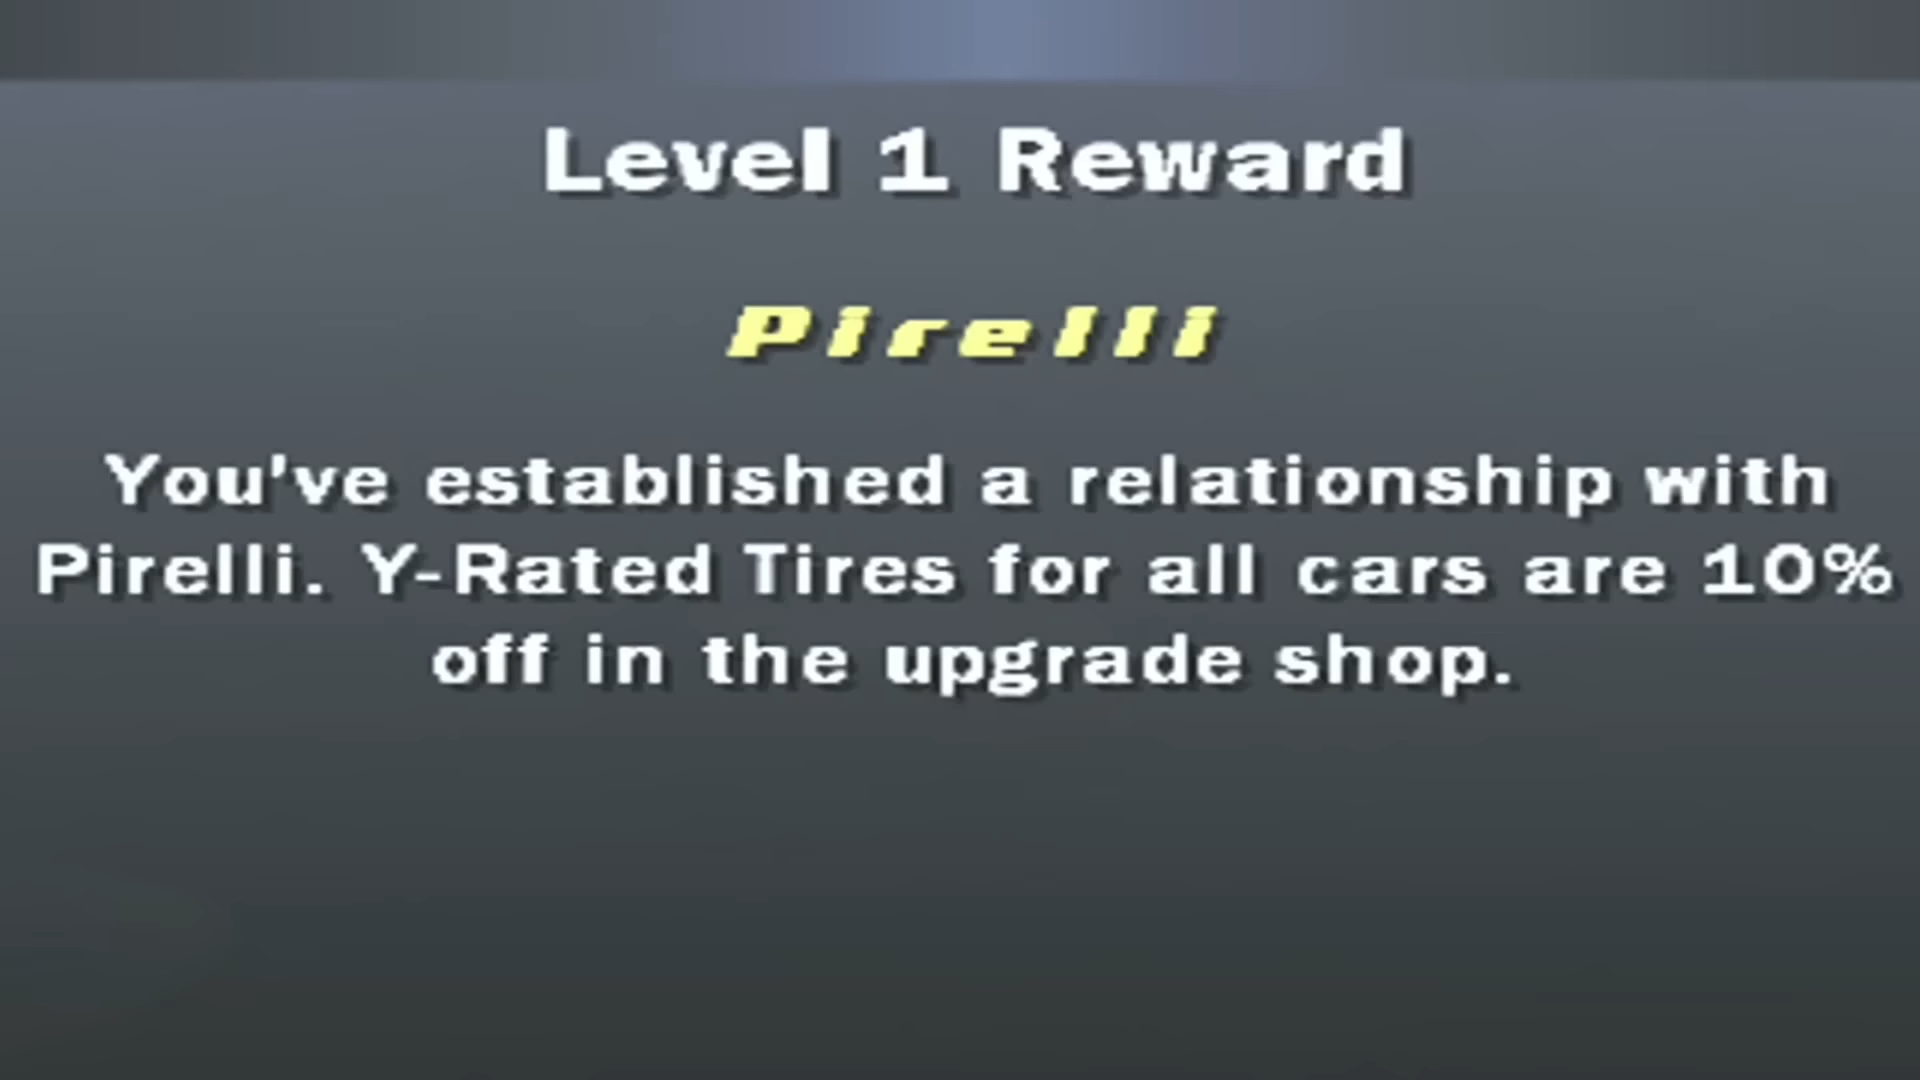 Level 1 Reward
Pirelli
You've established a relationship with
Pirelli. Y-Rated Tires for all cars are 10%
off in the upgrade shop.